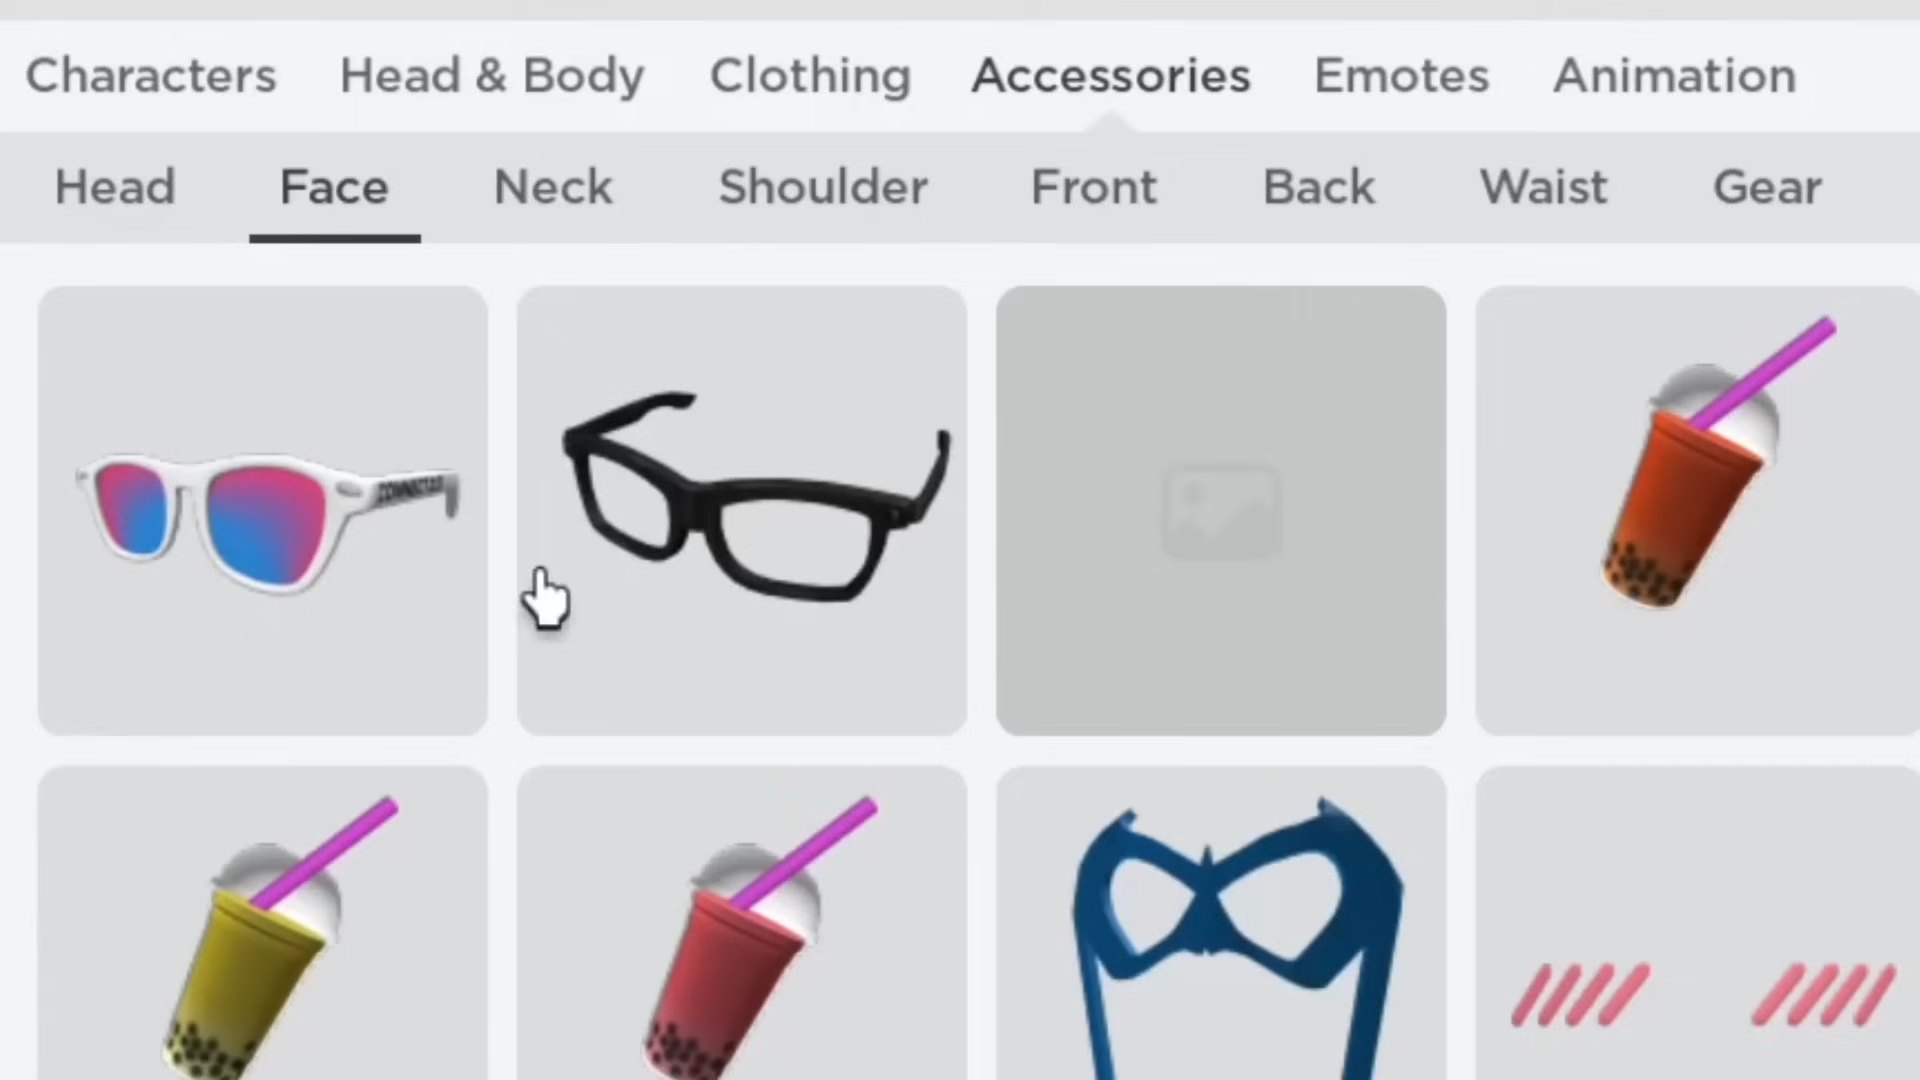 Characters Head & Body Clothing Accessories Emotes Animation
Head Face Neck Shoulder Front Back Waist Gear